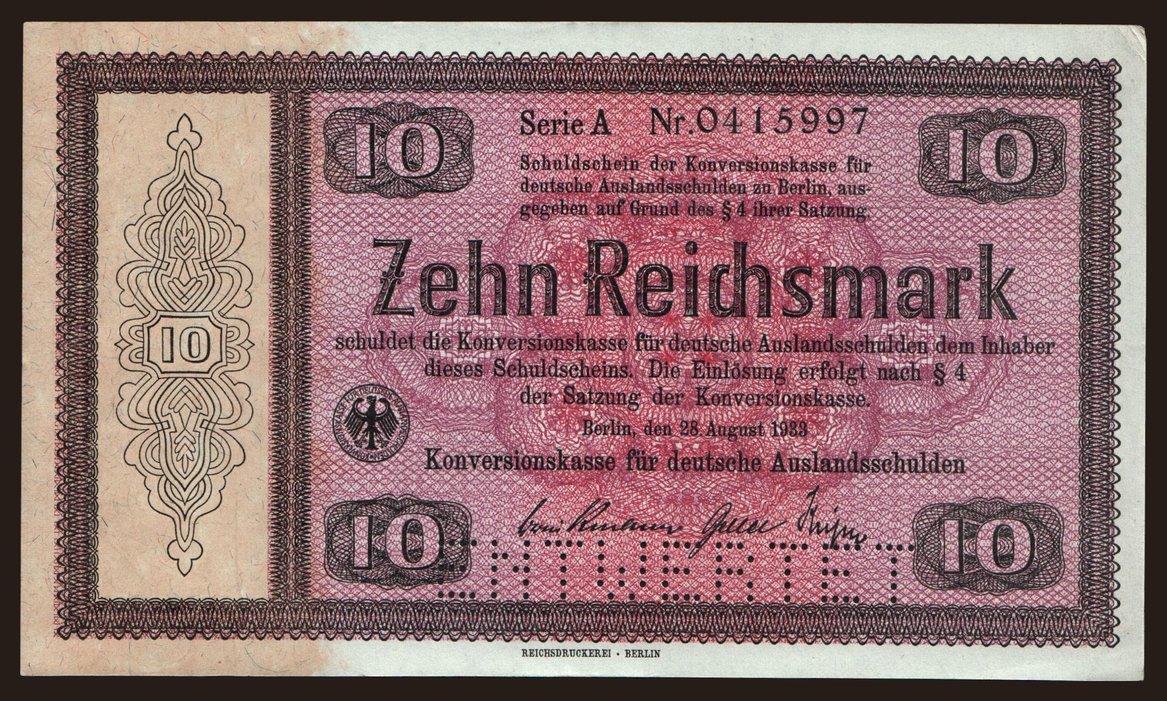 10
10
Serie A Nr.0415997
Schuldschein der Konversionskasse für
deutsche Auslandsschulden zu Berlin, aus-
gegeben auf Grund des § 4 ihrer Satzung.
Zehn Reichsmark
schuldet die Konversionskasse für deutsche Auslandsschulden dem Inhaber
dieses Schuldscheins. Die Einlösung erfolgt nach § 4
der Satzung der Konversionskasse.
Berlin, den 28. August 1933
Konversionskasse für deutsche Auslandsschulden
10
10
10
ENTWERTET
REICHSDRUCKEREI • BERLIN